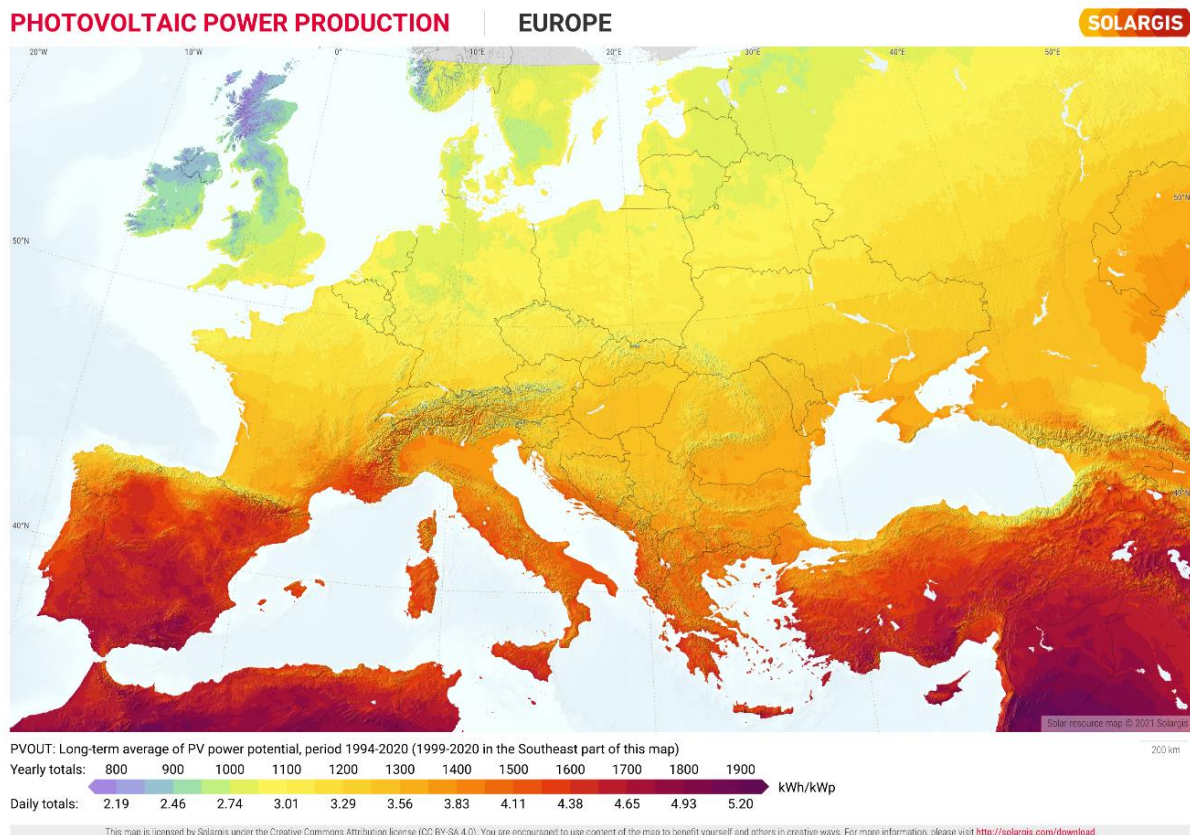 PHOTOVOLTAIC POWER PRODUCTION EUROPE SOLARGIS
20°W 10°W 0° 10°E 20°E 30°E 40°E 50°E
50°N
50°N
40°N
40°N
Solar resource map © 2021 Solargis
PVOUT: Long-term average of PV power potential, period 1994-2020 (1999-2020 in the Southeast part of this map)
200 km
Yearly totals: 800 900 1000 1100 1200 1300 1400 1500 1600 1700 1800 1900
kWh/kWp
Daily totals: 2.19 2.46 2.74 3.01 3.29 3.56 3.83 4.11 4.38 4.65 4.93 5.20
This map is licensed by Solargis under the Creative Commons Attribution license (CC BY-SA 4.0). You are encouraged to use content of the map to benefit yourself and others in creative ways. For more information, please visit http://solargis.com/download.